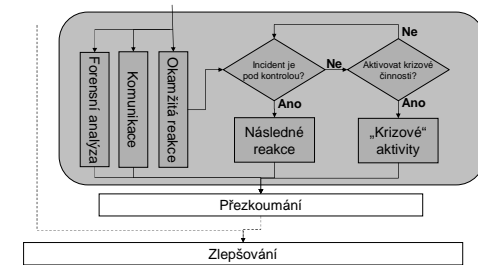 Forensní analýza
Komunikace
Okamžitá reakce
Incident je
pod kontrolou?
Ne
Ne
Aktivovat krizové
činnosti?
Ano
Ano
Následné
reakce
„Krizové“
aktivity
Přezkoumání
Zlepšování